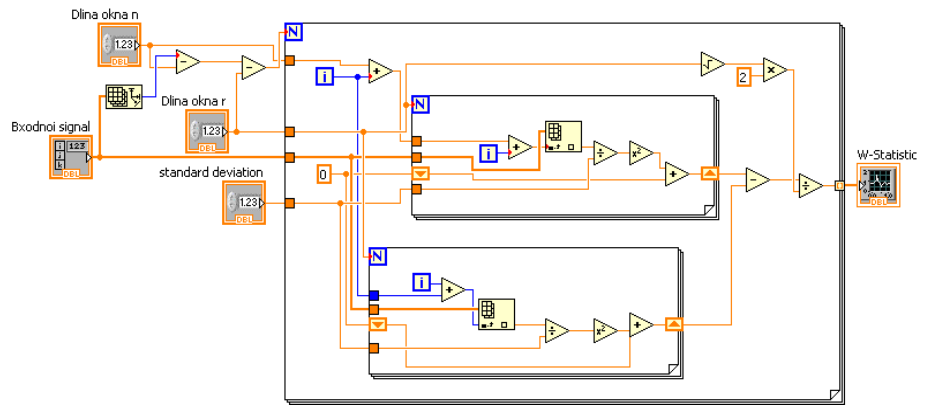 Dlina okna n
1.23
DBL
N
i
2
Dlina okna r
1.23
DBL
N
Bxodnoi signal
i 123
j
k
DBL
i
W-Statistic
DBL
standard deviation
0
1.23
DBL
N
i